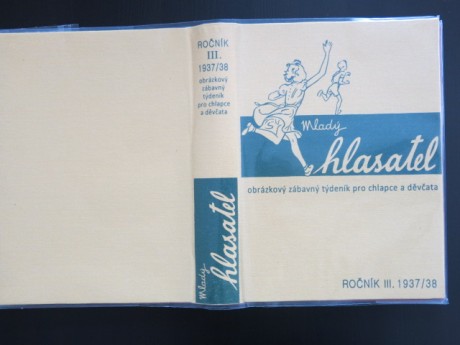 ROČNÍK
III.
1937/38
obrázkový
zábavný
týdeník
pro chlapce
a děvčata
Mladý
hlasatel
Mladý
hlasatel
obrázkový zábavný týdeník pro chlapce a děvčata
ROČNÍK III. 1937/38